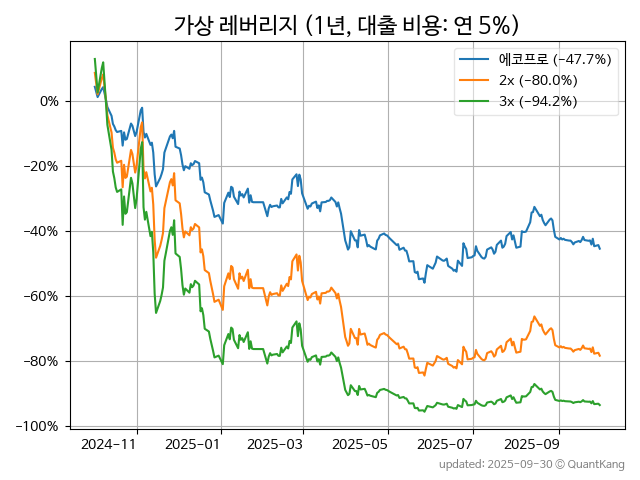 가상 레버리지 (1년, 대출 비용: 연 5%)
에코프로 (−47.7%)
2x (−80.0%)
3x (−94.2%)
0%
−20%
−40%
−60%
−80%
−100%
2024-11 2025-01 2025-03 2025-05 2025-07 2025-09
updated: 2025-09-30 © QuantKang